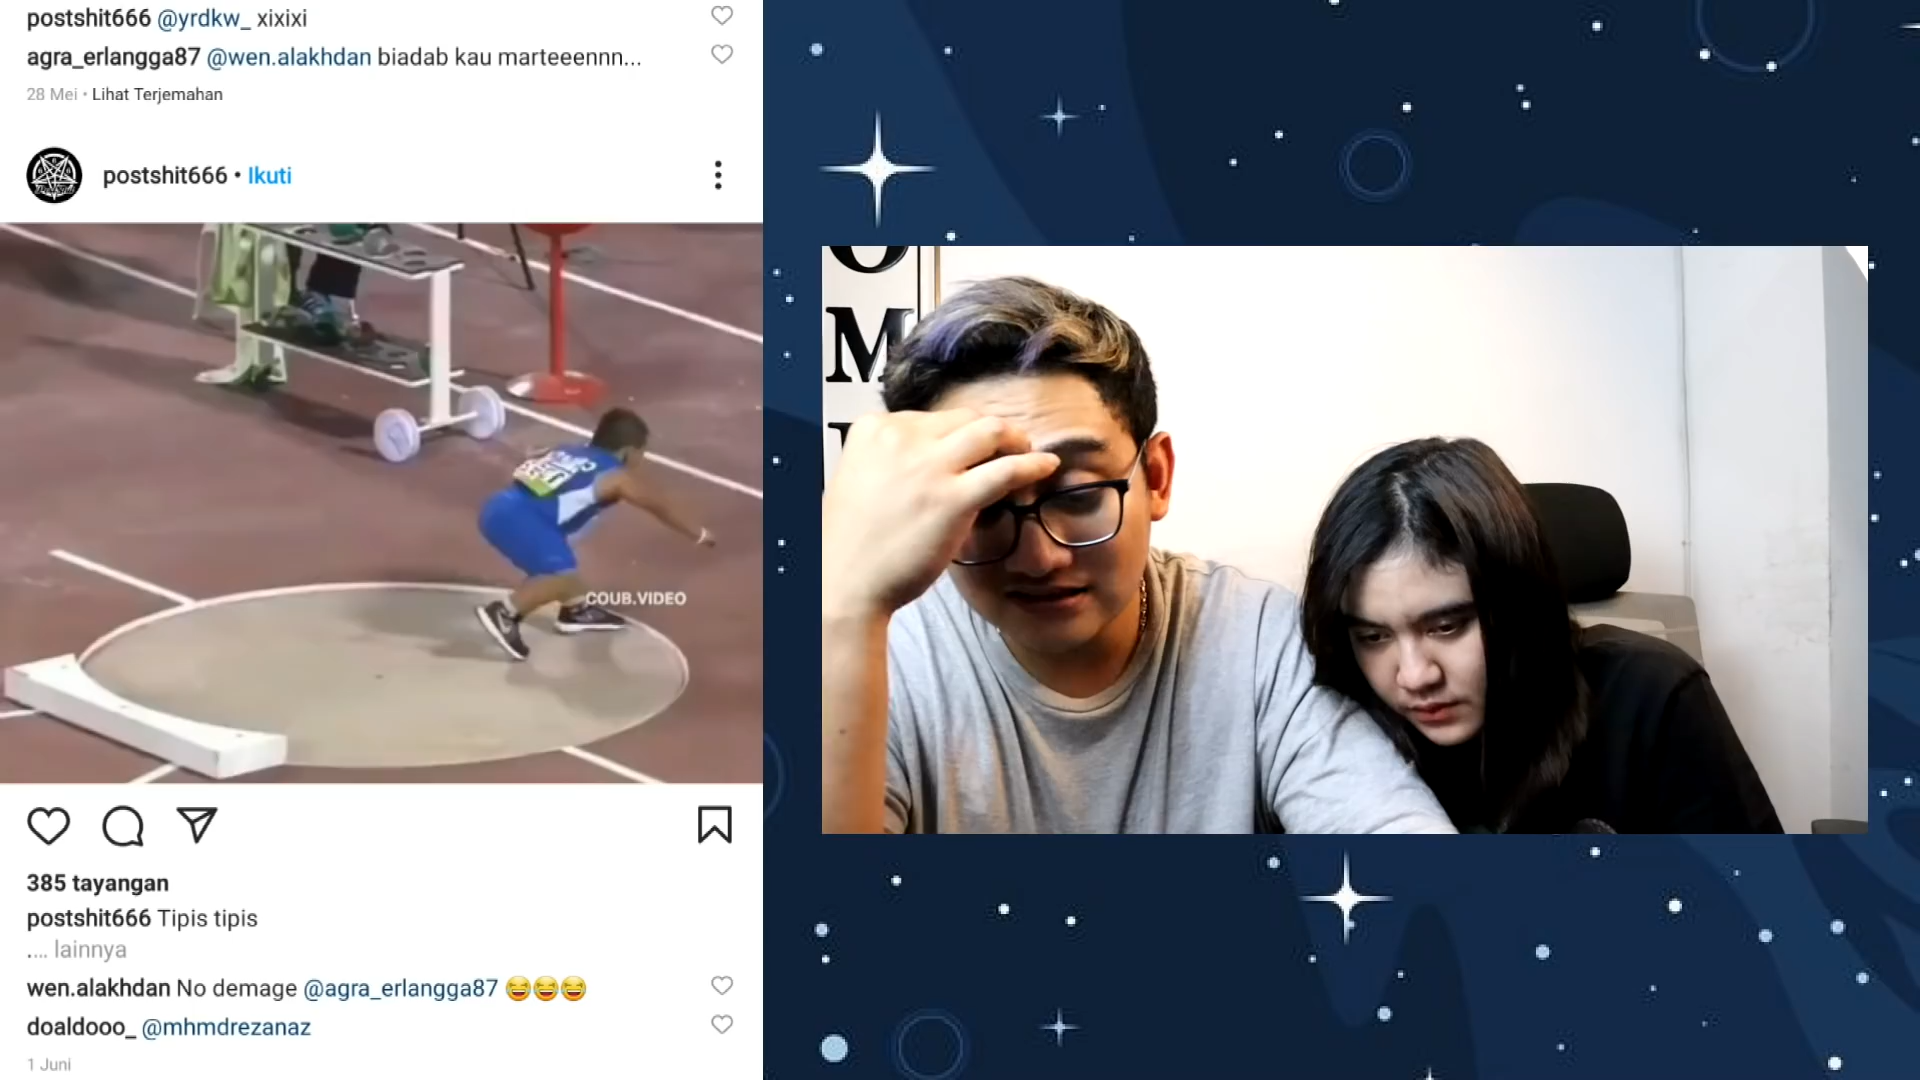 postshit666 @yrdkw_ xixixi
agra_erlangga87 @wen.alakhdan biadab kau marteeennn...
28 Mei • Lihat Terjemahan
postshit666 • Ikuti
COUB.VIDEO
385 tayangan
postshit666 Tipis tipis
.... lainnya
wen.alakhdan No demage @agra_erlangga87 😆😆😆
doaldooo_ @mhmdrezanaz
1 Juni
O
M